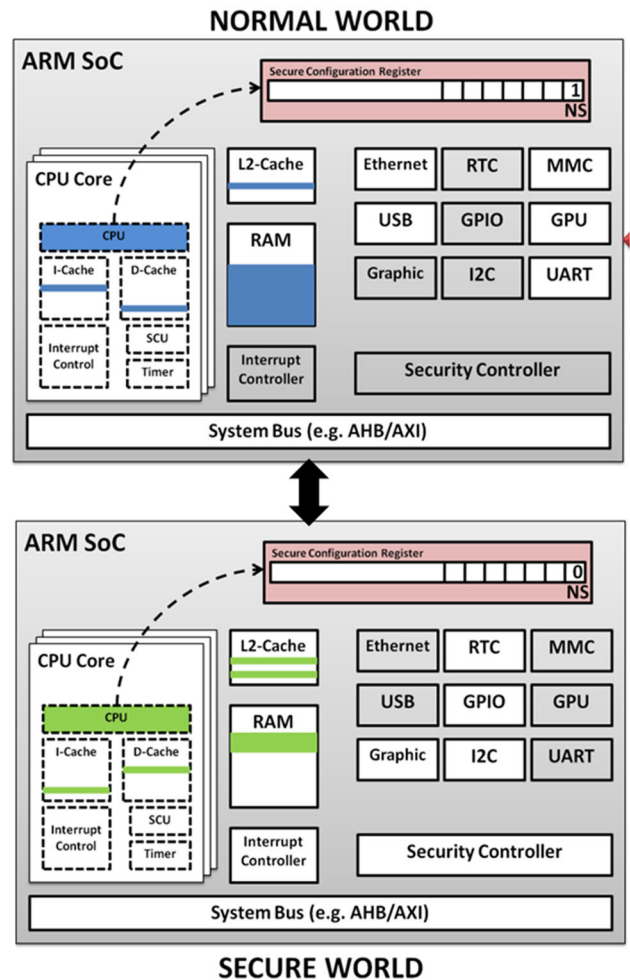 NORMAL WORLD
ARM SoC
Secure Configuration Register
1
NS
CPU Core
CPU
I-Cache
D-Cache
Interrupt
Control
SCU
Timer
L2-Cache
RAM
Interrupt
Controller
Ethernet
RTC
MMC
USB
GPIO
GPU
Graphic
I2C
UART
Security Controller
System Bus (e.g. AHB/AXI)
ARM SoC
Secure Configuration Register
0
NS
CPU Core
CPU
I-Cache
D-Cache
Interrupt
Control
SCU
Timer
L2-Cache
RAM
Interrupt
Controller
Ethernet
RTC
MMC
USB
GPIO
GPU
Graphic
I2C
UART
Security Controller
System Bus (e.g. AHB/AXI)
SECURE WORLD